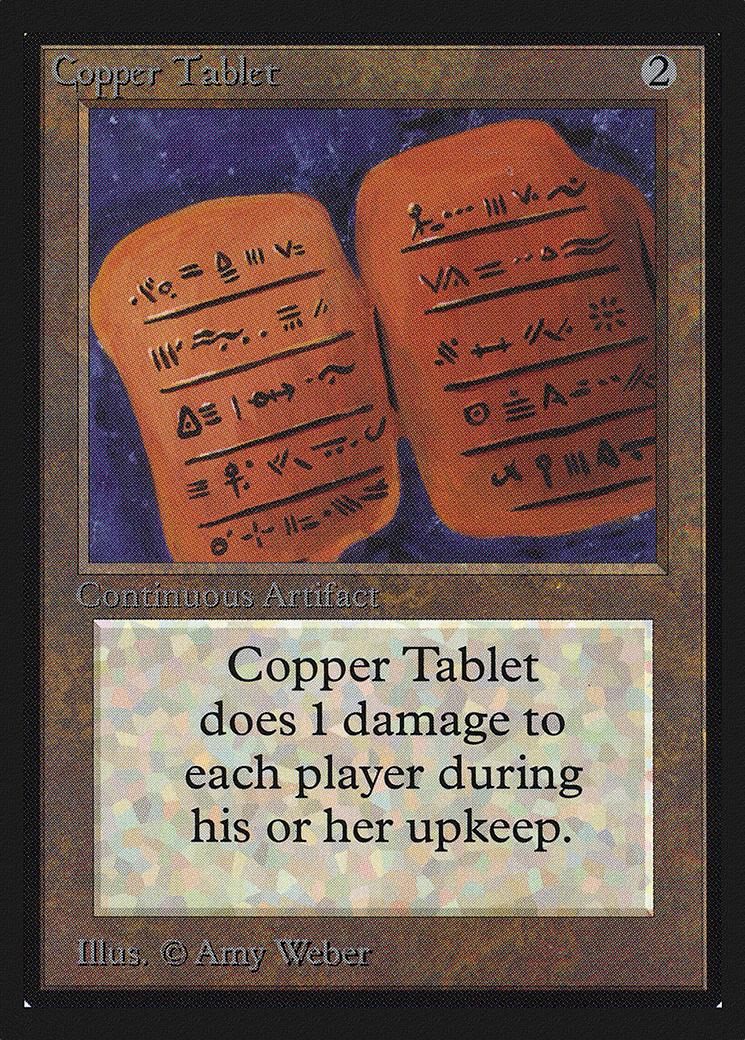 Copper Tablet
2
Continuous Artifact
Copper Tablet
does 1 damage to
each player during
his or her upkeep.
Illus. © Amy Weber